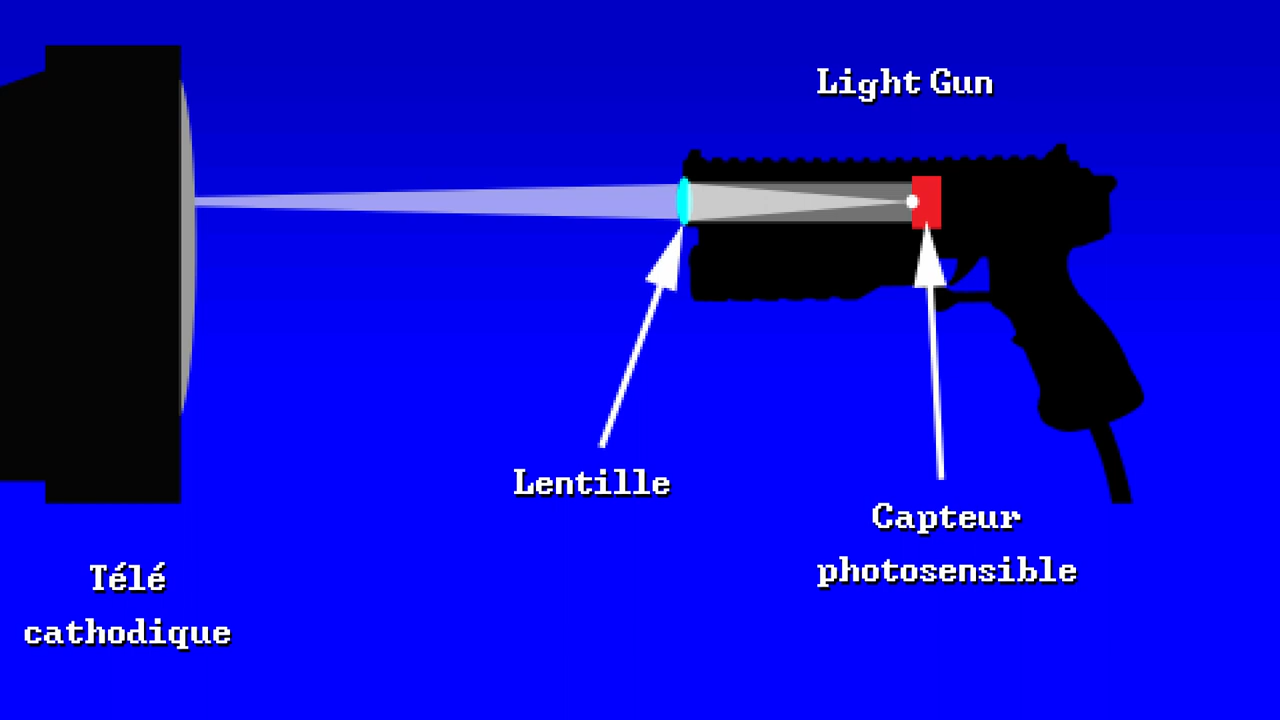 Light Gun
Lentille
Capteur
photosensible
Télé
cathodique